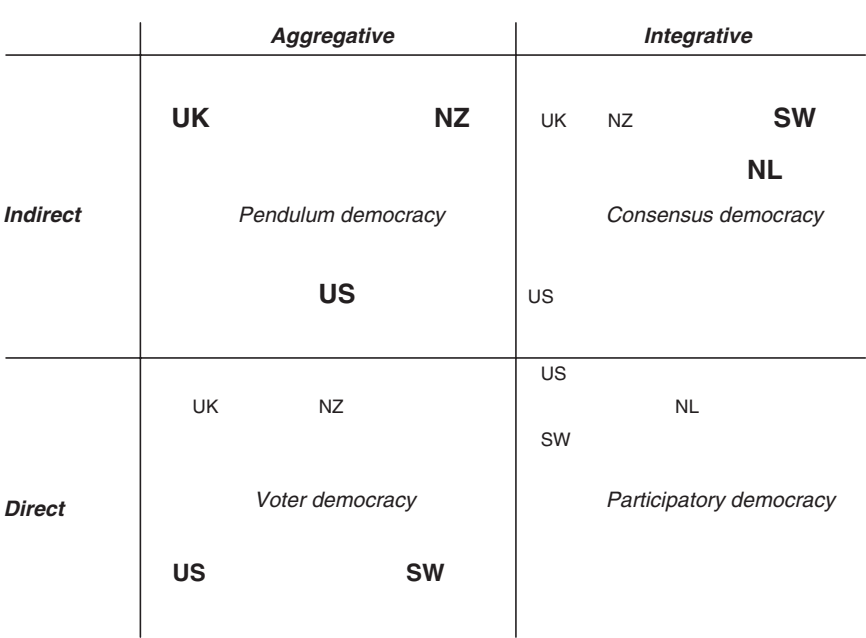 Aggregative Integrative
UK NZ UK NZ SW
NL
Indirect Pendulum democracy Consensus democracy
US US
US
UK NZ NL
SW
Direct Voter democracy Participatory democracy
US SW